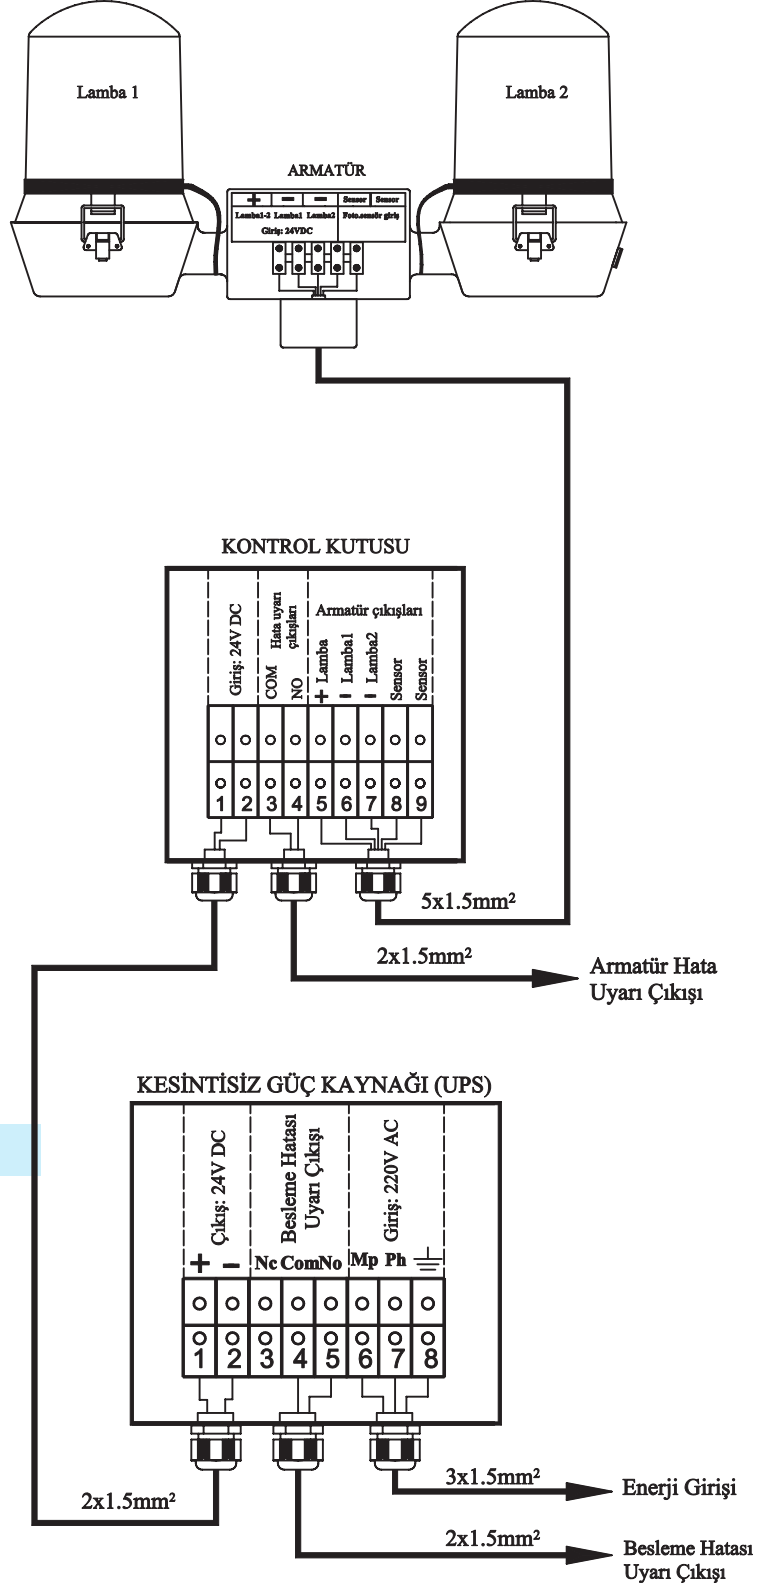 Lamba 1
Lamba 2
ARMATÜR
+ − − Sensor Sensor
Lamba1-2 Lamba1 Lamba2 Foto.sensör giriş
Giriş: 24VDC
KONTROL KUTUSU
Giriş: 24V DC
Hata uyarı
çıkışları
COM
NO
Armatür çıkışları
+ Lamba
− Lamba1
− Lamba2
Sensor
Sensor
1 2 3 4 5 6 7 8 9
5x1.5mm²
2x1.5mm²
Armatür Hata
Uyarı Çıkışı
KESİNTİSİZ GÜÇ KAYNAĞI (UPS)
Çıkış: 24V DC
Besleme Hatası
Uyarı Çıkışı
Giriş: 220V AC
+ − Nc Com No Mp Ph
1 2 3 4 5 6 7 8
2x1.5mm²
3x1.5mm²
Enerji Girişi
2x1.5mm²
Besleme Hatası
Uyarı Çıkışı